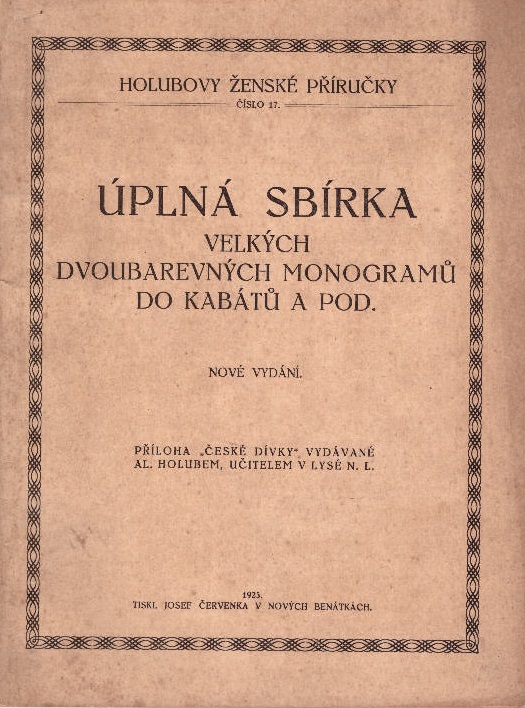 HOLUBOVY ŽENSKÉ PŘÍRUČKY
ČÍSLO 17.
ÚPLNÁ SBÍRKA
VELKÝCH
DVOUBAREVNÝCH MONOGRAMŮ
DO KABÁTŮ A POD.
NOVÉ VYDÁNÍ.
PŘÍLOHA „ČESKÉ DÍVKY“ VYDÁVANÉ
AL. HOLUBEM, UČITELEM V LYSÉ N. L.
1925.
TISKL JOSEF ČERVENKA V NOVÝCH BENÁTKÁCH.